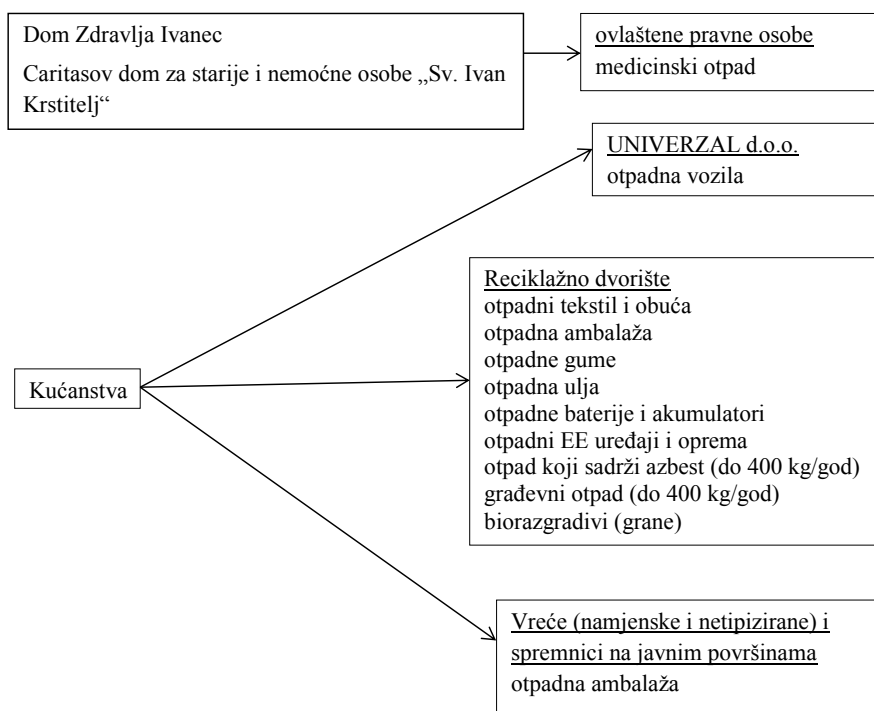 Dom Zdravlja Ivanec
Caritasov dom za starije i nemoćne osobe „Sv. Ivan
Krstitelj“
ovlaštene pravne osobe
medicinski otpad
UNIVERZAL d.o.o.
otpadna vozila
Kućanstva
Reciklažno dvorište
otpadni tekstil i obuća
otpadna ambalaža
otpadne gume
otpadna ulja
otpadne baterije i akumulatori
otpadni EE uređaji i oprema
otpad koji sadrži azbest (do 400 kg/god)
građevni otpad (do 400 kg/god)
biorazgradivi (grane)
Vreće (namjenske i netipizirane) i
spremnici na javnim površinama
otpadna ambalaža